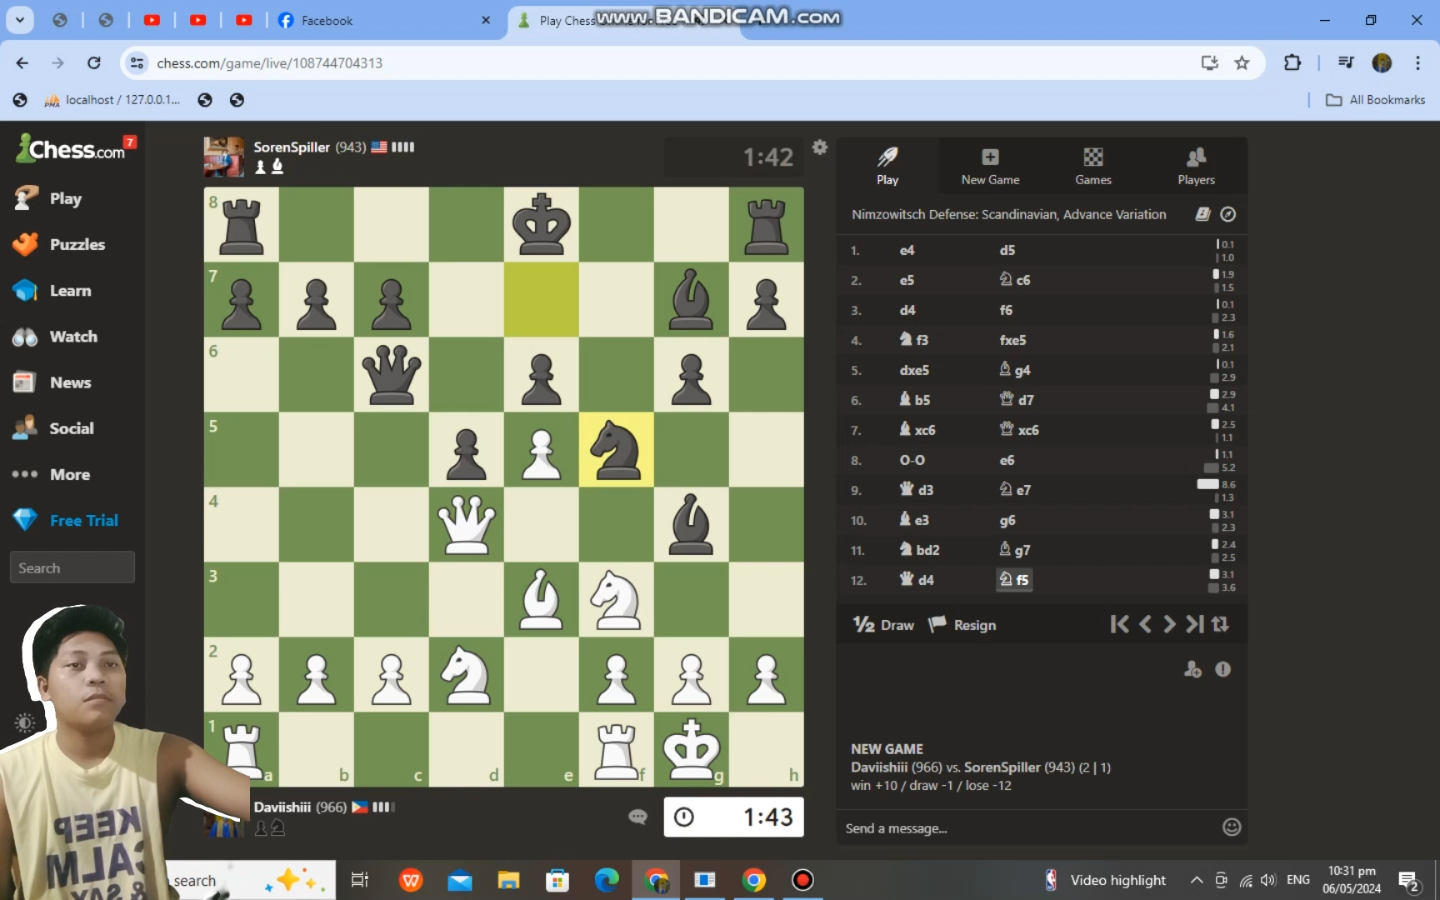 Facebook
Play Chess
www.BANDICAM.com
chess.com/game/live/108744704313
localhost / 127.0.0.1...
All Bookmarks
Chess.com
7
Play
Puzzles
Learn
Watch
News
Social
More
Free Trial
Search
SorenSpiller (943)
1:42
8
7
6
5
4
3
2
1
a
b
c
d
e
f
g
h
Daviishiii (966)
1:43
Play
New Game
Games
Players
Nimzowitsch Defense: Scandinavian, Advance Variation
1. e4 d5 0.1 1.0
2. e5 c6 1.9 1.5
3. d4 f6 0.1 2.3
4. f3 fxe5 1.6 2.1
5. dxe5 g4 0.1 2.9
6. b5 d7 2.9 4.1
7. xc6 xc6 2.5 1.1
8. O-O e6 1.1 5.2
9. d3 e7 8.6 1.3
10. e3 g6 3.1 2.3
11. bd2 g7 2.4 2.5
12. d4 f5 3.1 3.6
½ Draw
Resign
NEW GAME
Daviishiii (966) vs. SorenSpiller (943) (2 | 1)
win +10 / draw -1 / lose -12
Send a message...
KEEP
CALM
& SAY
search
Video highlight
ENG
10:31 pm
06/05/2024
2